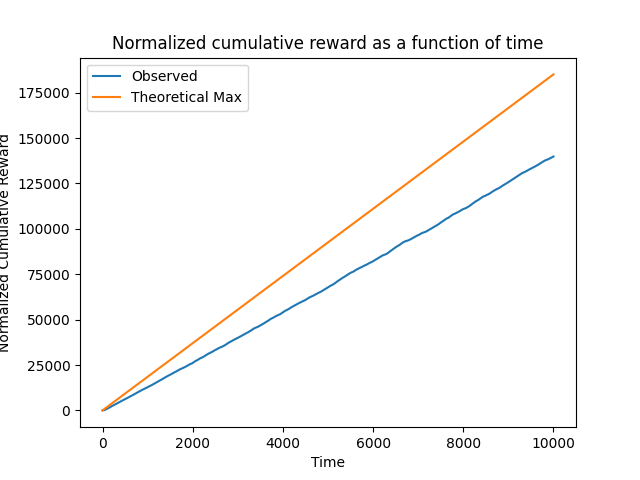 Normalized cumulative reward as a function of time
Observed
Theoretical Max
175000
150000
125000
100000
75000
50000
25000
0
Normalized Cumulative Reward
0 2000 4000 6000 8000 10000
Time